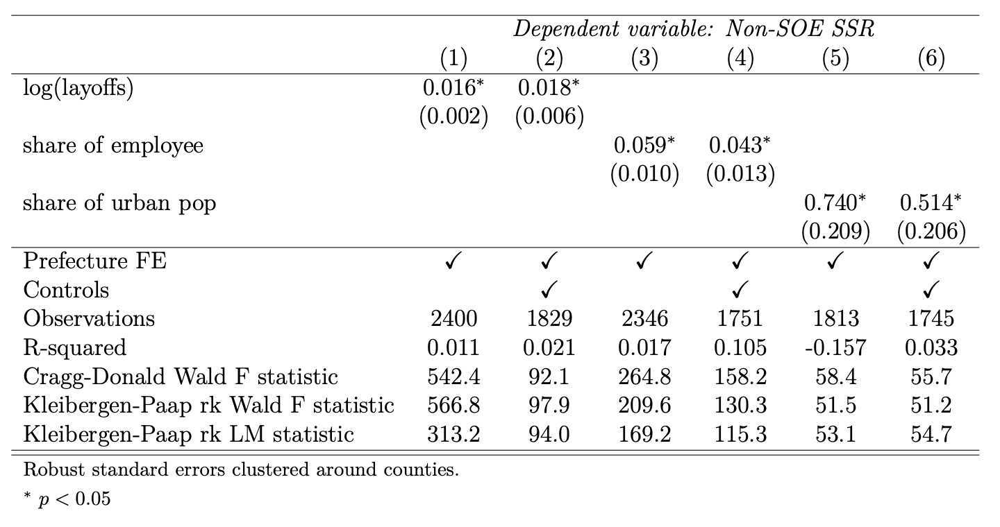 Dependent variable: Non-SOE SSR
(1) (2) (3) (4) (5) (6)
log(layoffs) 0.016* 0.018*
(0.002) (0.006)
share of employee 0.059* 0.043*
(0.010) (0.013)
share of urban pop 0.740* 0.514*
(0.209) (0.206)
Prefecture FE ✓ ✓ ✓ ✓ ✓ ✓
Controls ✓ ✓ ✓
Observations 2400 1829 2346 1751 1813 1745
R-squared 0.011 0.021 0.017 0.105 -0.157 0.033
Cragg-Donald Wald F statistic 542.4 92.1 264.8 158.2 58.4 55.7
Kleibergen-Paap rk Wald F statistic 566.8 97.9 209.6 130.3 51.5 51.2
Kleibergen-Paap rk LM statistic 313.2 94.0 169.2 115.3 53.1 54.7
Robust standard errors clustered around counties.
* p < 0.05